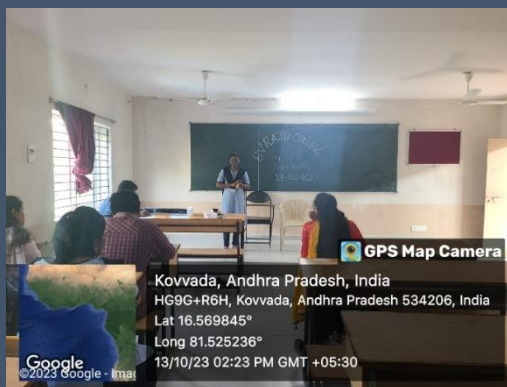 COLLEGE
GPS Map Camera
Kovvada, Andhra Pradesh, India
HG9G+R6H, Kovvada, Andhra Pradesh 534206, India
Lat 16.569845°
Long 81.525236°
13/10/23 02:23 PM GMT +05:30
Google
©2023 Google - Imag